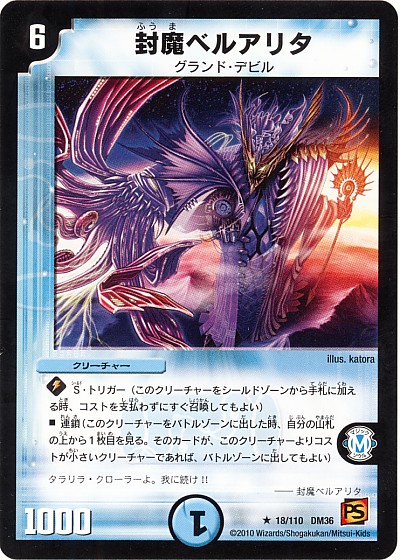 6
ふうま
封魔ベルアリタ
グランド・デビル
illus. katora
クリーチャー
S・トリガー(このクリーチャーをシールドゾーンから手札に加え
る時、コストを支払わずにすぐ召喚してもよい)
■ 連鎖(このクリーチャーをバトルゾーンに出した時、自分の山札
の上から1枚目を見る。そのカードが、このクリーチャーよりコス
トが小さいクリーチャーであれば、バトルゾーンに出してもよい)
タラリラ・クローラーよ。我に続け!!
―― 封魔ベルアリタ
1000
1
★ 18/110 DM36
©2010 Wizards/Shogakukan/Mitsui-Kids
PS